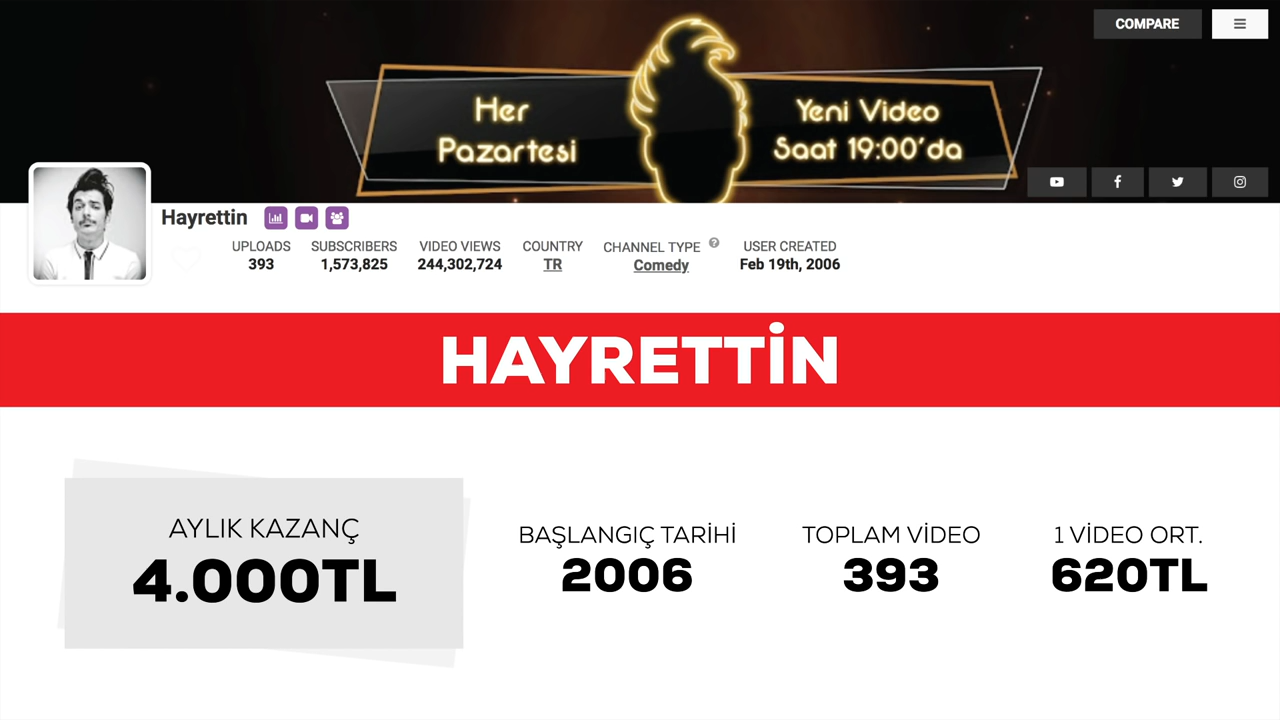 COMPARE
Her
Pazartesi
Yeni Video
Saat 19:00'da
Hayrettin
UPLOADS
393
SUBSCRIBERS
1,573,825
VIDEO VIEWS
244,302,724
COUNTRY
TR
CHANNEL TYPE
Comedy
USER CREATED
Feb 19th, 2006
HAYRETTİN
AYLIK KAZANÇ
4.000TL
BAŞLANGIÇ TARİHİ
2006
TOPLAM VİDEO
393
1 VİDEO ORT.
620TL